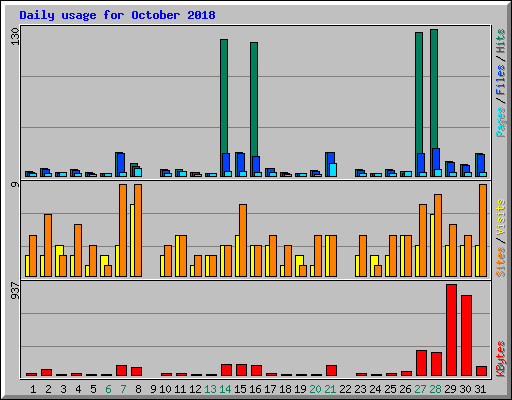 Daily usage for October 2018
130
Pages / Files / Hits
9
Sites / Visits
937
KBytes
1 2 3 4 5 6 7 8 9 10 11 12 13 14 15 16 17 18 19 20 21 22 23 24 25 26 27 28 29 30 31